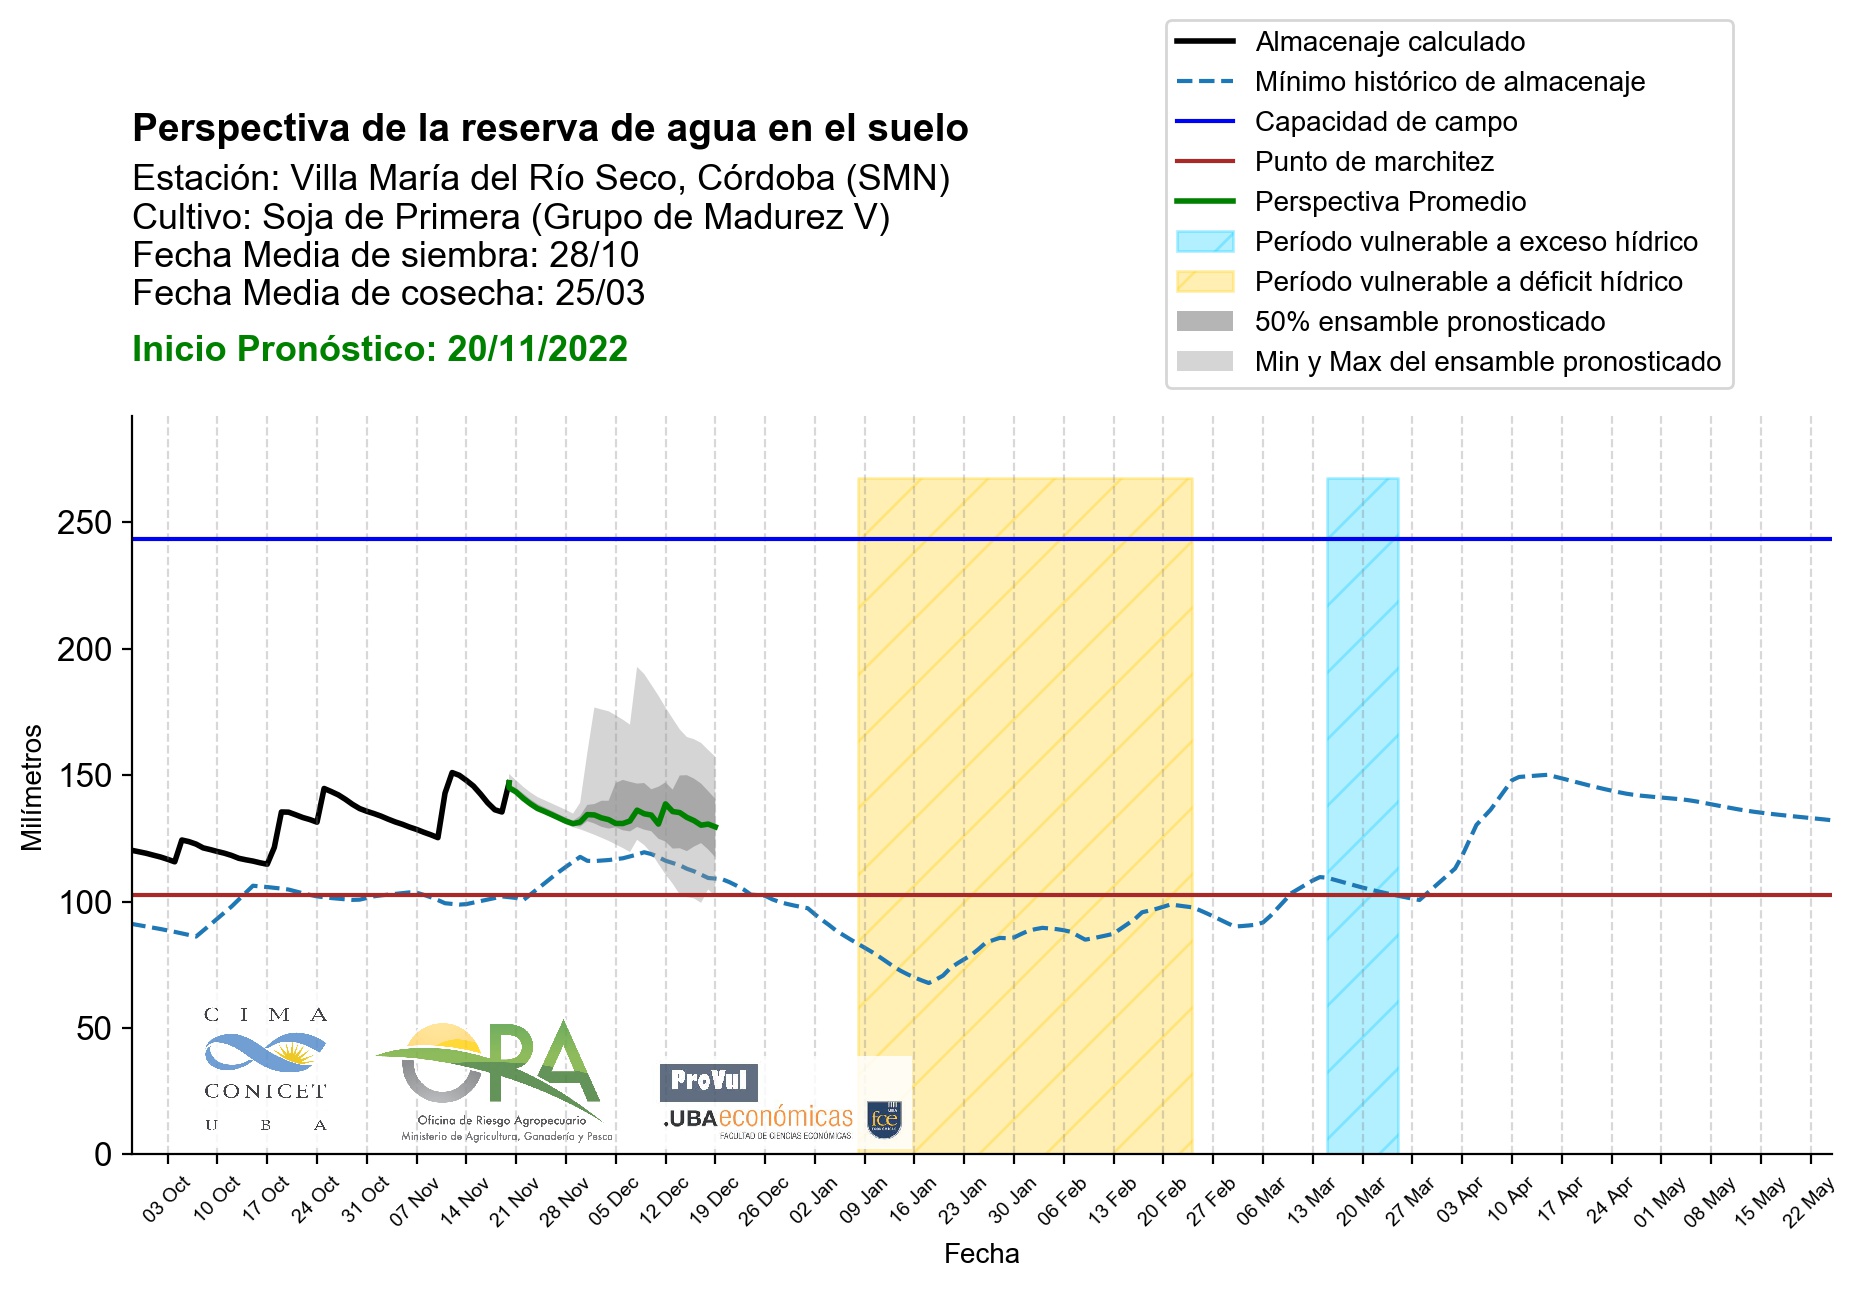 Almacenaje calculado
Mínimo histórico de almacenaje
Capacidad de campo
Punto de marchitez
Perspectiva Promedio
Período vulnerable a exceso hídrico
Período vulnerable a déficit hídrico
50% ensamble pronosticado
Min y Max del ensamble pronosticado
Perspectiva de la reserva de agua en el suelo
Estación: Villa María del Río Seco, Córdoba (SMN)
Cultivo: Soja de Primera (Grupo de Madurez V)
Fecha Media de siembra: 28/10
Fecha Media de cosecha: 25/03
Inicio Pronóstico: 20/11/2022
Milímetros
250
200
150
100
50
0
CIMA
CONICET
UBA
ORA
Oficina de Riesgo Agropecuario
Ministerio de Agricultura, Ganadería y Pesca
ProVul
.UBAeconómicas
FACULTAD DE CIENCIAS ECONÓMICAS
fce
03 Oct
10 Oct
17 Oct
24 Oct
31 Oct
07 Nov
14 Nov
21 Nov
28 Nov
05 Dec
12 Dec
19 Dec
26 Dec
02 Jan
09 Jan
16 Jan
23 Jan
30 Jan
06 Feb
13 Feb
20 Feb
27 Feb
06 Mar
13 Mar
20 Mar
27 Mar
03 Apr
10 Apr
17 Apr
24 Apr
01 May
08 May
15 May
22 May
Fecha